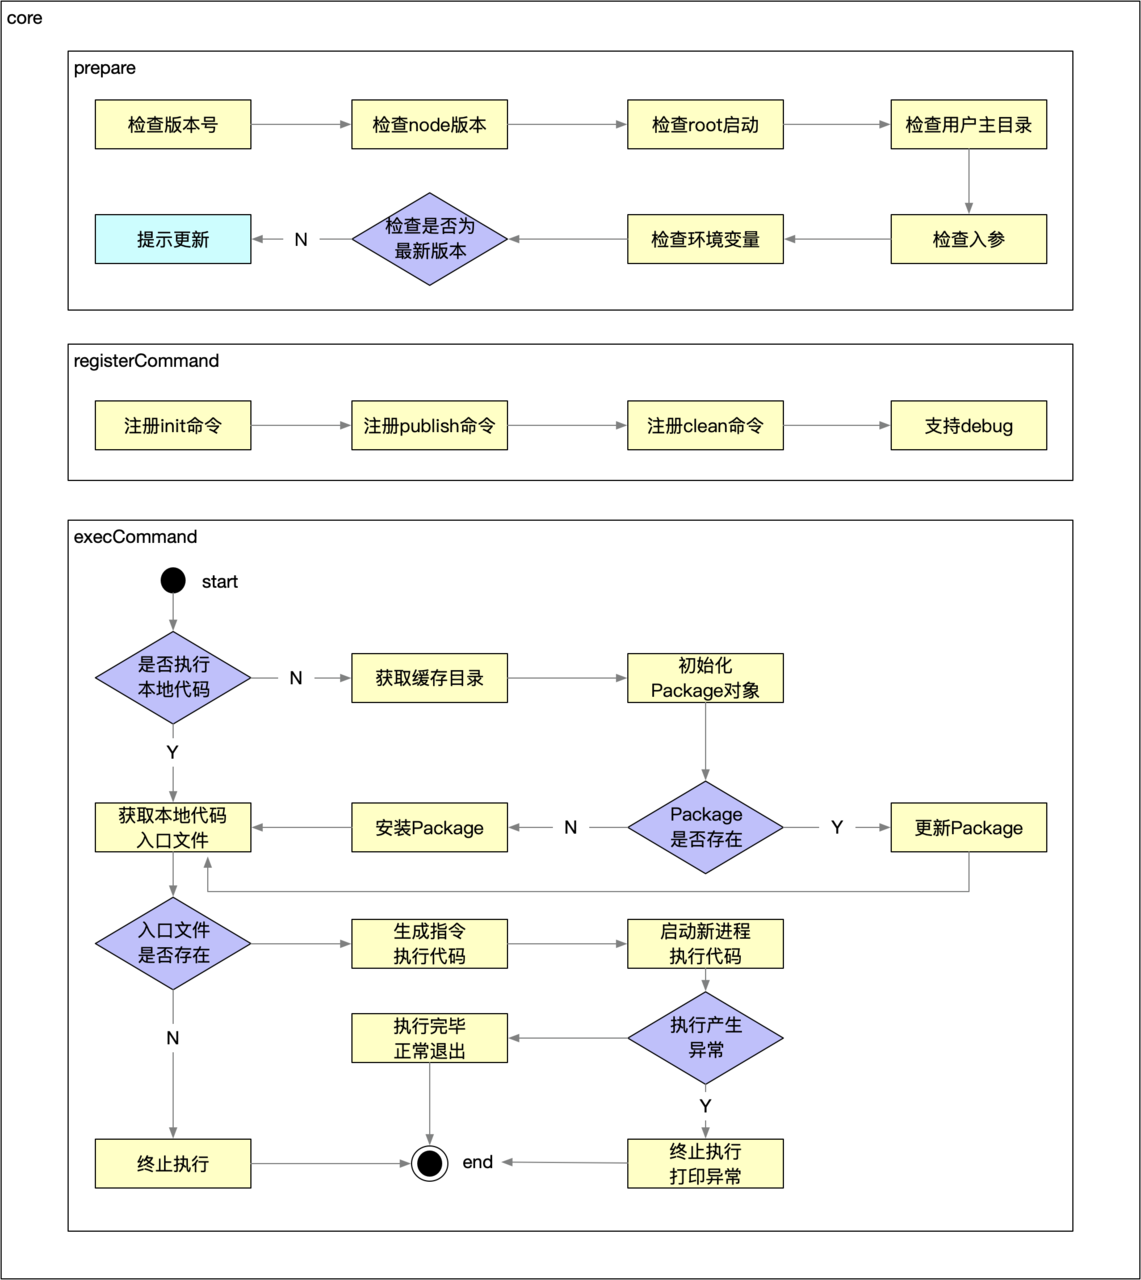 core
prepare
检查版本号
检查node版本
检查root启动
检查用户主目录
提示更新
N
检查是否为
最新版本
检查环境变量
检查入参
registerCommand
注册init命令
注册publish命令
注册clean命令
支持debug
execCommand
start
是否执行
本地代码
N
获取缓存目录
初始化
Package对象
Y
获取本地代码
入口文件
安装Package
N
Package
是否存在
Y
更新Package
入口文件
是否存在
生成指令
执行代码
启动新进程
执行代码
N
执行完毕
正常退出
执行产生
异常
Y
终止执行
end
终止执行
打印异常